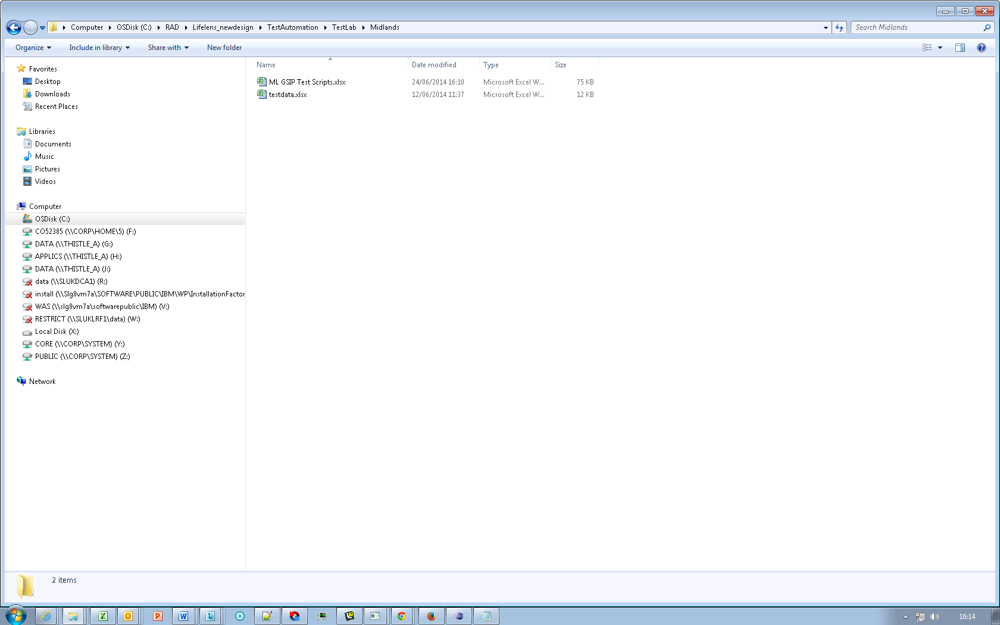 Computer OSDisk (C:) RAD Lifelens_newdesign TestAutomation TestLab Midlands
Search Midlands
Organize Include in library Share with New folder
Favorites
Desktop
Downloads
Recent Places
Libraries
Documents
Music
Pictures
Videos
Computer
OSDisk (C:)
CO52385 (\\CORP\HOME\5) (F:)
DATA (\\THISTLE_A) (G:)
APPLICS (\\THISTLE_A) (H:)
DATA (\\THISTLE_A) (J:)
data (\\SLUKDCA1) (R:)
install (\\Slg8vm7a\SOFTWARE\PUBLIC\IBM\WP\InstallationFactor
WAS (\\slg8vm7a\softwarepublic\IBM) (V:)
RESTRICT (\\SLUKLRF1\data) (W:)
Local Disk (X:)
CORE (\\CORP\SYSTEM) (Y:)
PUBLIC (\\CORP\SYSTEM) (Z:)
Network
Name Date modified Type Size
ML GSIP Test Scripts.xlsx 24/06/2014 16:10 Microsoft Excel W... 75 KB
testdata.xlsx 12/06/2014 11:37 Microsoft Excel W... 12 KB
2 items
16:14